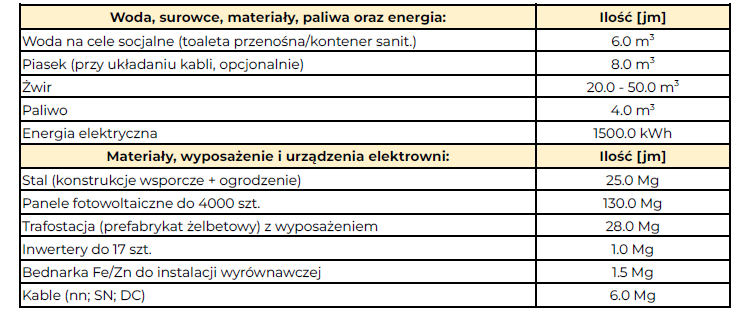 Woda, surowce, materiały, paliwa oraz energia: Ilość [jm]
Woda na cele socjalne (toaleta przenośna/kontener sanit.) 6.0 m³
Piasek (przy układaniu kabli, opcjonalnie) 8.0 m³
Żwir 20.0 - 50.0 m³
Paliwo 4.0 m³
Energia elektryczna 1500.0 kWh
Materiały, wyposażenie i urządzenia elektrowni: Ilość [jm]
Stal (konstrukcje wsporcze + ogrodzenie) 25.0 Mg
Panele fotowoltaiczne do 4000 szt. 130.0 Mg
Trafostacja (prefabrykat żelbetowy) z wyposażeniem 28.0 Mg
Inwertery do 17 szt. 1.0 Mg
Bednarka Fe/Zn do instalacji wyrównawczej 1.5 Mg
Kable (nn; SN; DC) 6.0 Mg